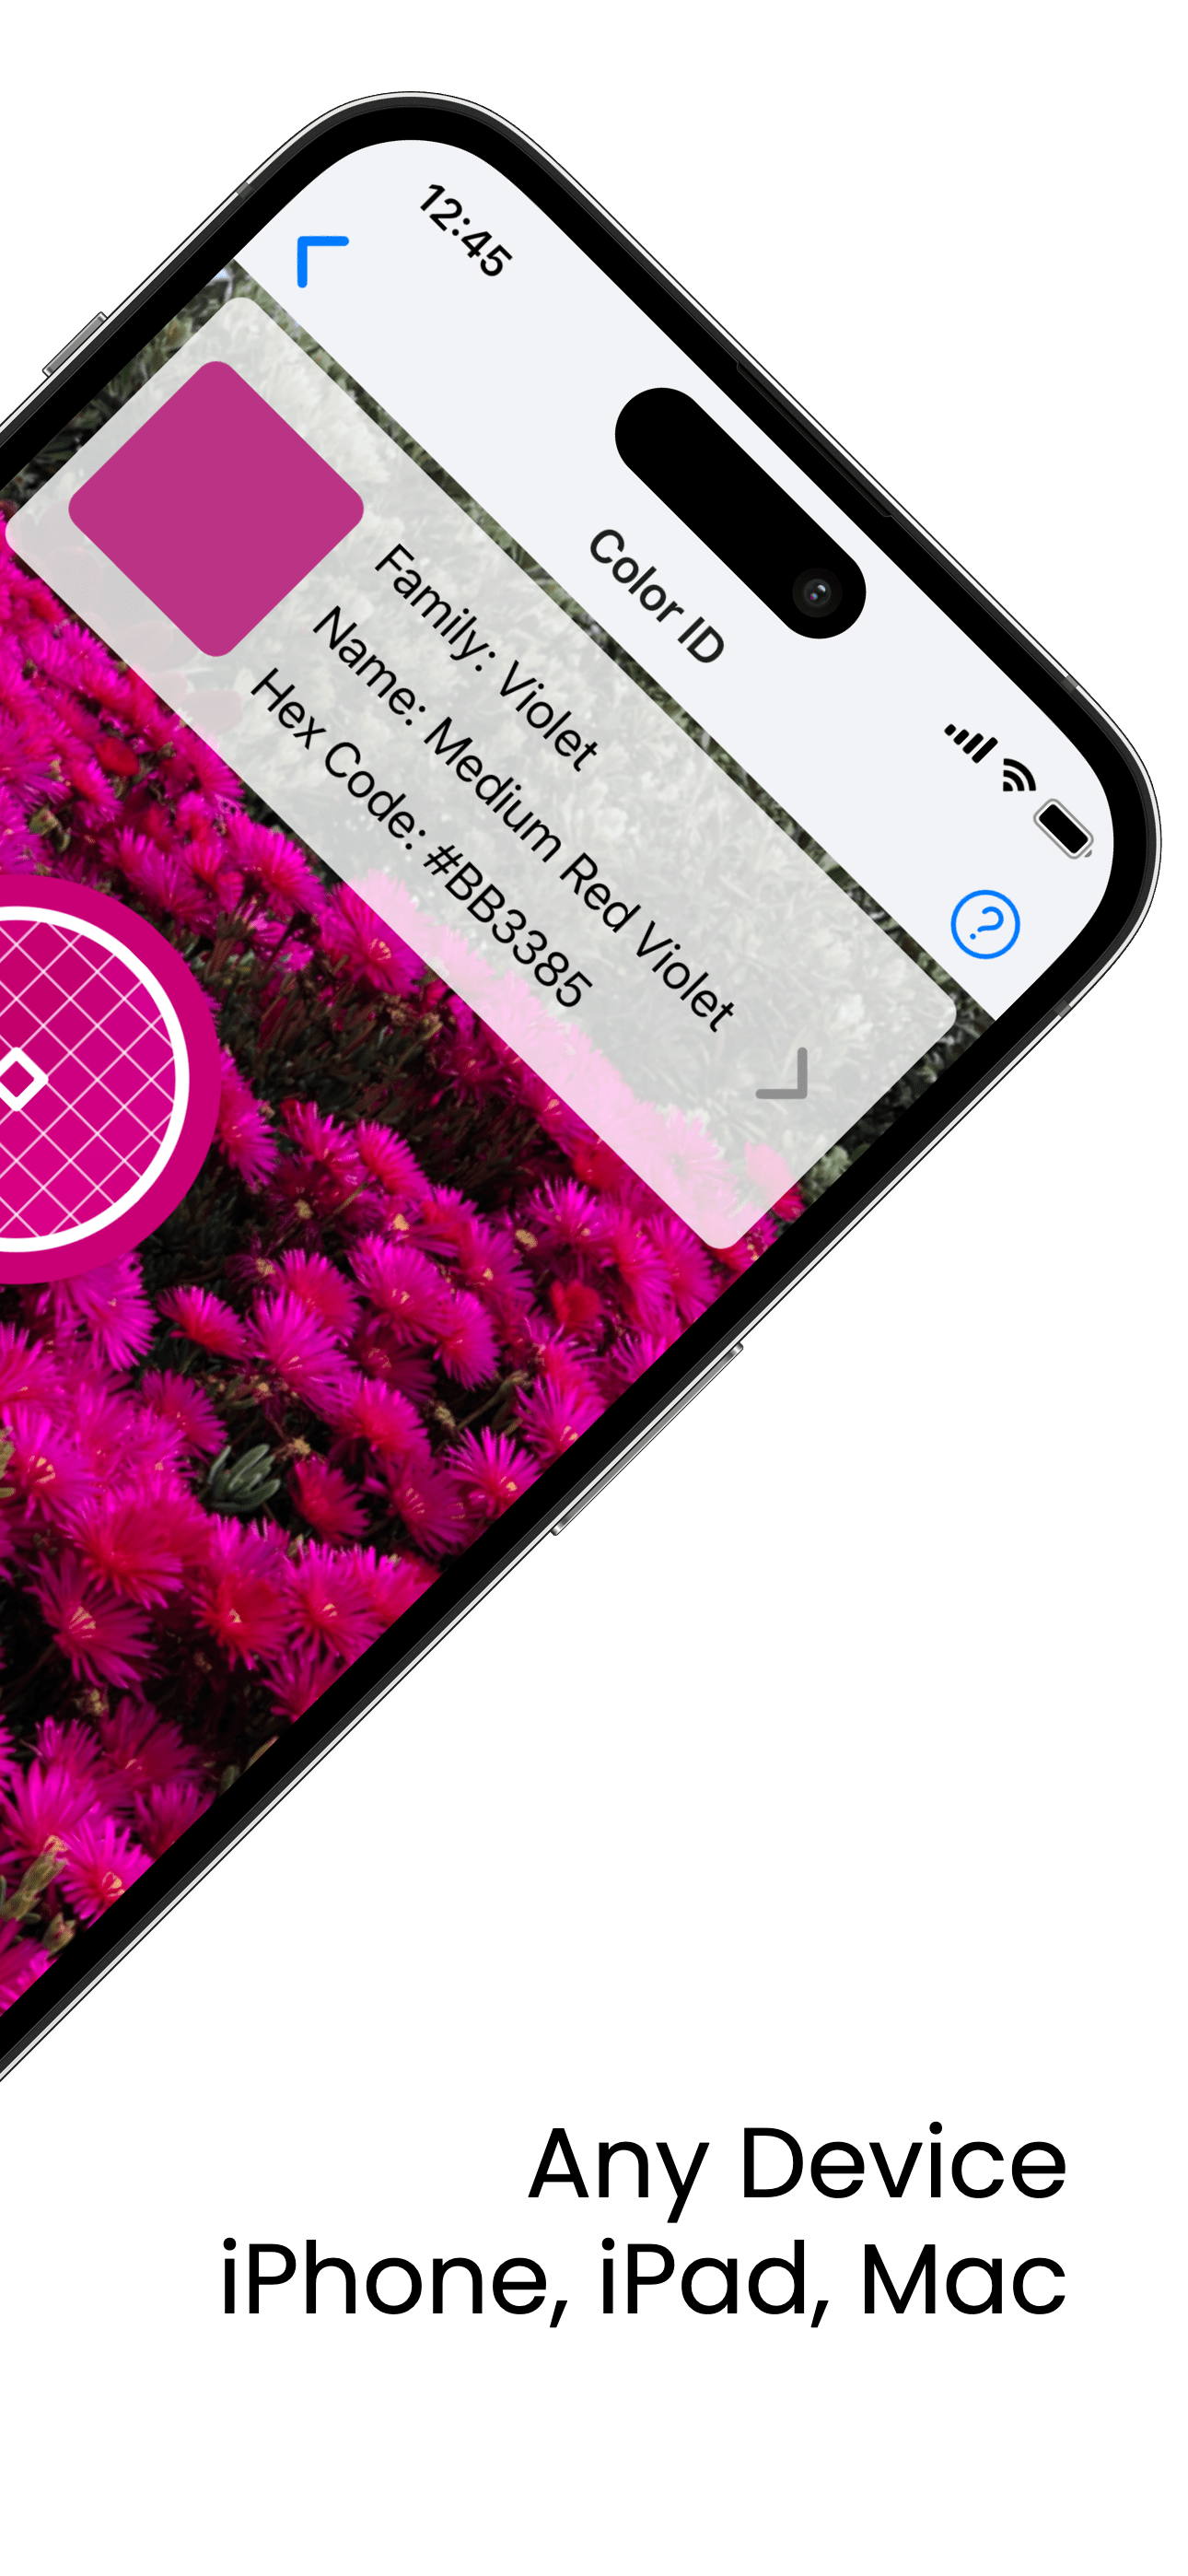 12:45
Color ID
Family: Violet
Name: Medium Red Violet
Hex Code: #BB3385
Any Device
iPhone, iPad, Mac